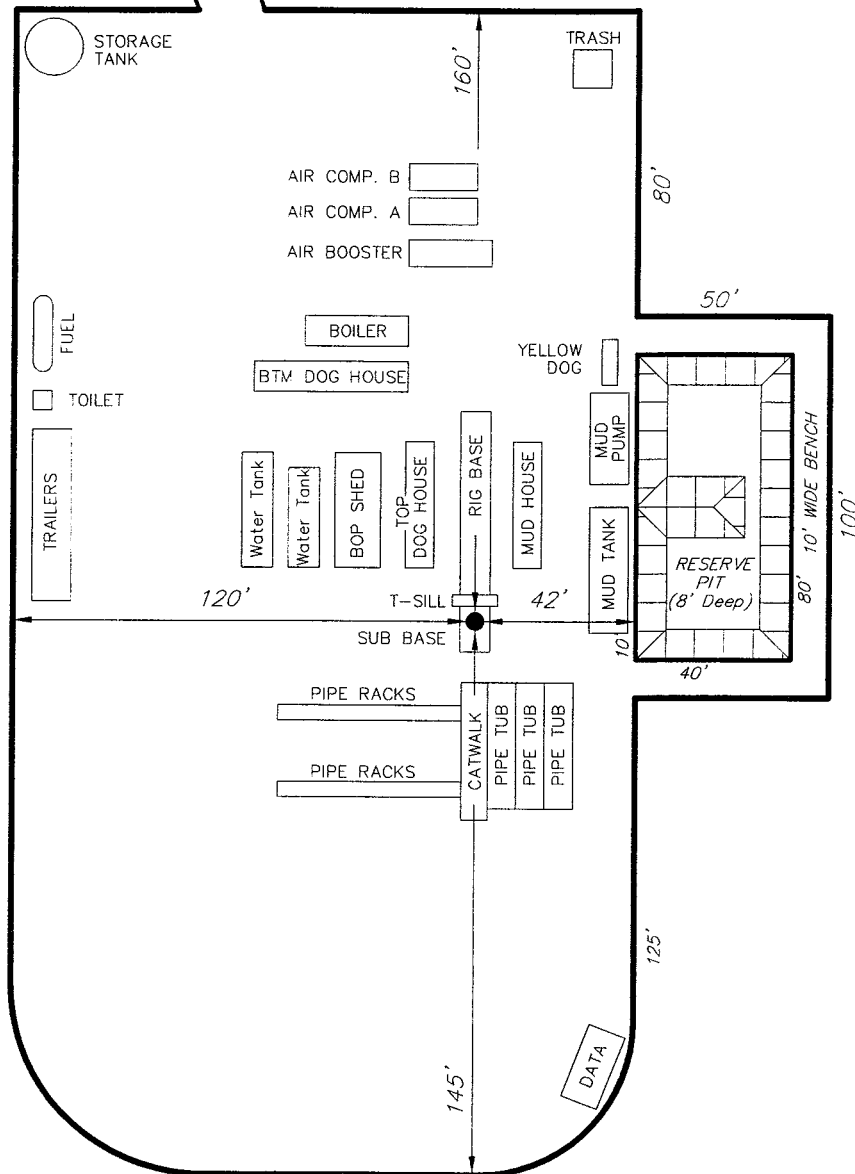 STORAGE
TANK
160'
TRASH
AIR COMP. B
AIR COMP. A
AIR BOOSTER
80'
50'
FUEL
BOILER
YELLOW
DOG
BTM DOG HOUSE
TOILET
TRAILERS
Water Tank
Water Tank
BOP SHED
TOP
DOG HOUSE
RIG BASE
MUD HOUSE
MUD
PUMP
MUD TANK
RESERVE
PIT
(8' Deep)
80'
10' WIDE BENCH
100'
120'
T-SILL
42'
SUB BASE
10'
40'
PIPE RACKS
PIPE RACKS
CATWALK
PIPE TUB
PIPE TUB
PIPE TUB
125'
145'
DATA